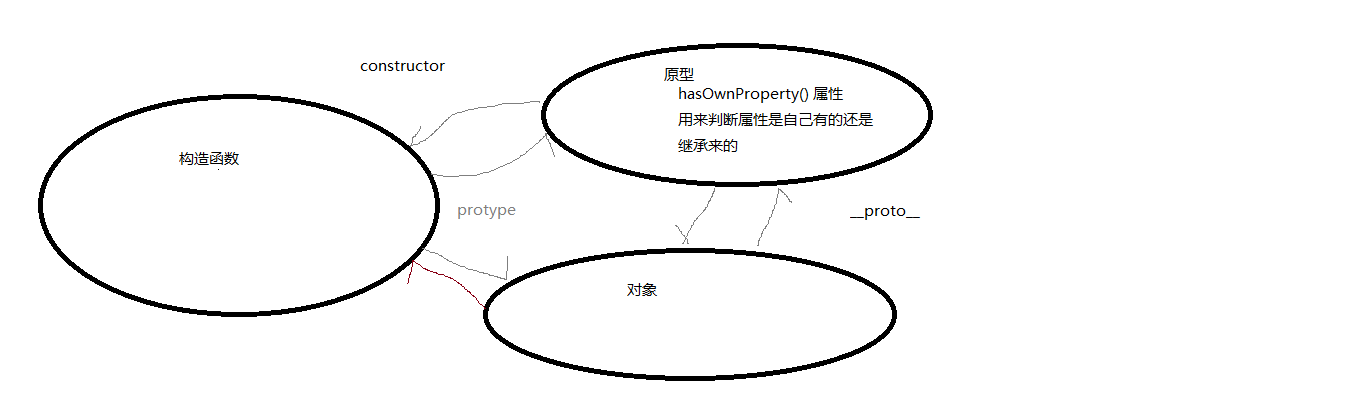 constructor
原型
hasOwnProperty() 属性
用来判断属性是自己有的还是
继承来的
构造函数
protype
__proto__
对象